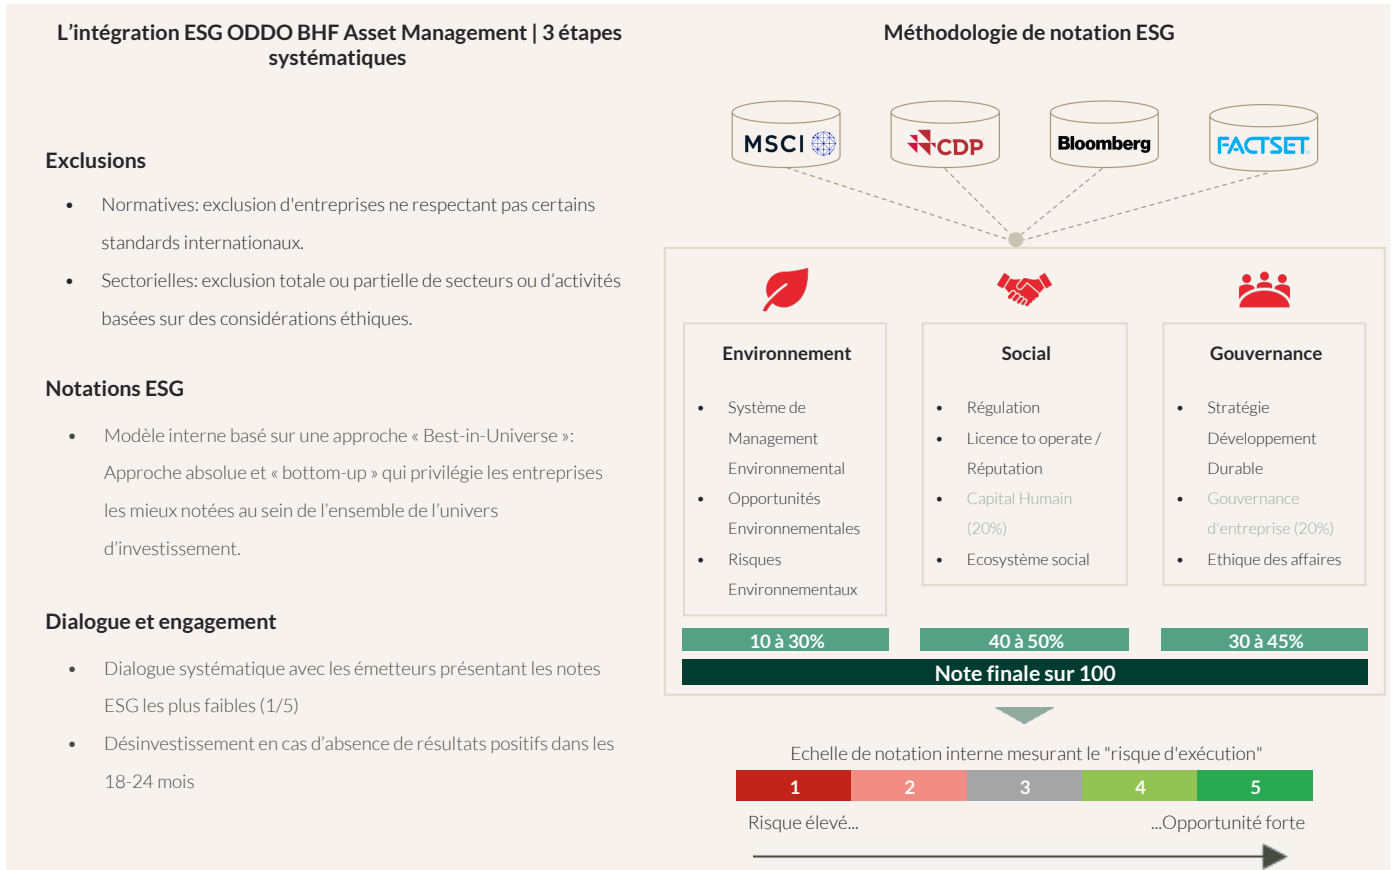 L’intégration ESG ODDO BHF Asset Management | 3 étapes
systématiques
Exclusions
• Normatives: exclusion d'entreprises ne respectant pas certains
standards internationaux.
• Sectorielles: exclusion totale ou partielle de secteurs ou d’activités
basées sur des considérations éthiques.
Notations ESG
• Modèle interne basé sur une approche « Best-in-Universe »:
Approche absolue et « bottom-up » qui privilégie les entreprises
les mieux notées au sein de l’ensemble de l’univers
d’investissement.
Dialogue et engagement
• Dialogue systématique avec les émetteurs présentant les notes
ESG les plus faibles (1/5)
• Désinvestissement en cas d’absence de résultats positifs dans les
18-24 mois
Méthodologie de notation ESG
MSCI
CDP
Bloomberg
FACTSET
Environnement
• Système de
Management
Environnemental
• Opportunités
Environnementales
• Risques
Environnementaux
10 à 30%
Social
• Régulation
• Licence to operate /
Réputation
• Capital Humain
(20%)
• Ecosystème social
40 à 50%
Gouvernance
• Stratégie
Développement
Durable
• Gouvernance
d'entreprise (20%)
• Ethique des affaires
30 à 45%
Note finale sur 100
Echelle de notation interne mesurant le "risque d'exécution"
1 2 3 4 5
Risque élevé... ...Opportunité forte